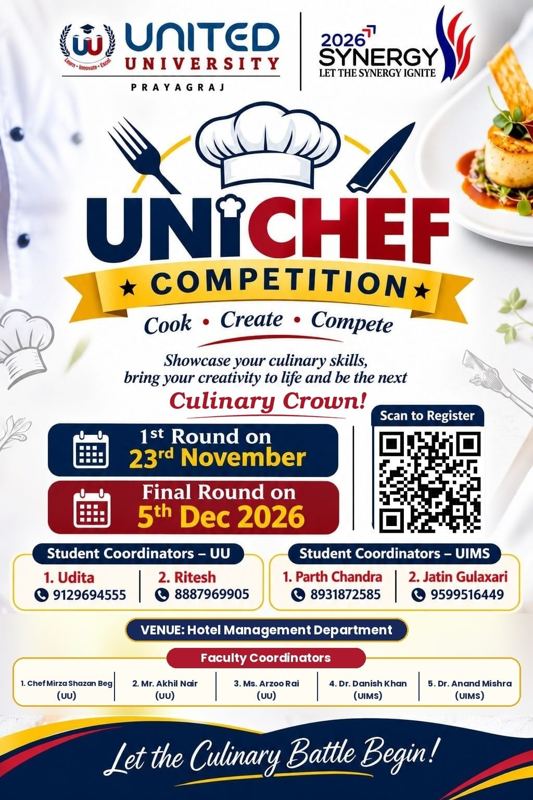 UNITED
UNIVERSITY
PRAYAGRAJ
Learn • Innovate • Excel
2026
SYNERGY
LET THE SYNERGY IGNITE
UNiCHEF
★ COMPETITION ★
Cook • Create • Compete
Showcase your culinary skills,
bring your creativity to life and be the next
Culinary Crown!
1st Round on
23rd November
Final Round on
5th Dec 2026
Scan to Register
Student Coordinators – UU
1. Udita
9129694555
2. Ritesh
8887969905
Student Coordinators – UIMS
1. Parth Chandra
8931872585
2. Jatin Gulaxari
9599516449
VENUE: Hotel Management Department
Faculty Coordinators
1. Chef Mirza Shazan Beg
(UU)
2. Mr. Akhil Nair
(UU)
3. Ms. Arzoo Rai
(UU)
4. Dr. Danish Khan
(UIMS)
5. Dr. Anand Mishra
(UIMS)
Let the Culinary Battle Begin!